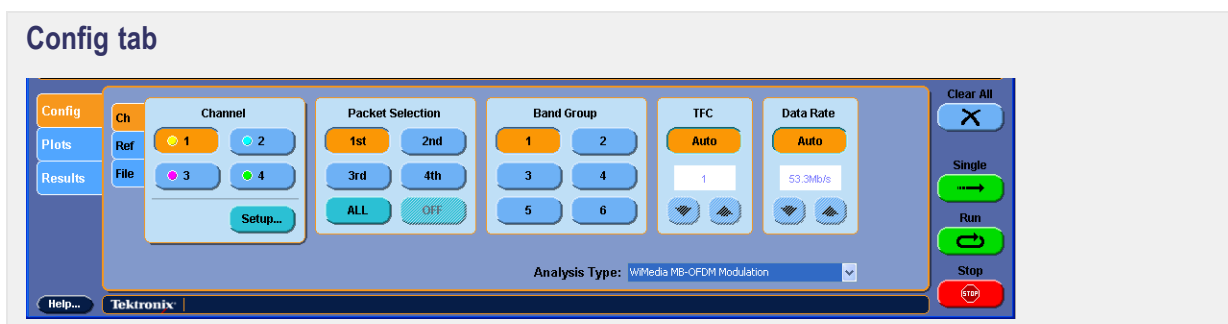 Config tab
Config
Plots
Results
Ch
Ref
File
Channel
1
2
3
4
Setup...
Packet Selection
1st
2nd
3rd
4th
ALL
OFF
Band Group
1
2
3
4
5
6
TFC
Auto
1
Data Rate
Auto
53.3Mb/s
Analysis Type: WiMedia MB-OFDM Modulation
Clear All
Single
Run
Stop
STOP
Help...
Tektronix